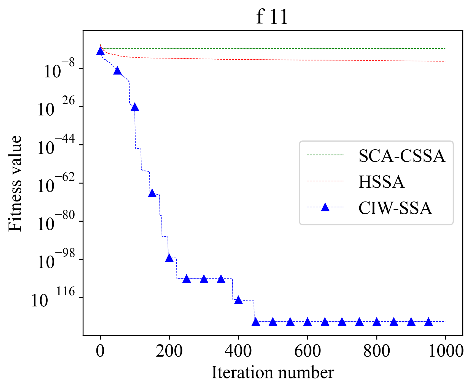 f 11
Fitness value
10^{-8}
10^{-26}
10^{-44}
10^{-62}
10^{-80}
10^{-98}
10^{-116}
SCA-CSSA
HSSA
CIW-SSA
0 200 400 600 800 1000
Iteration number